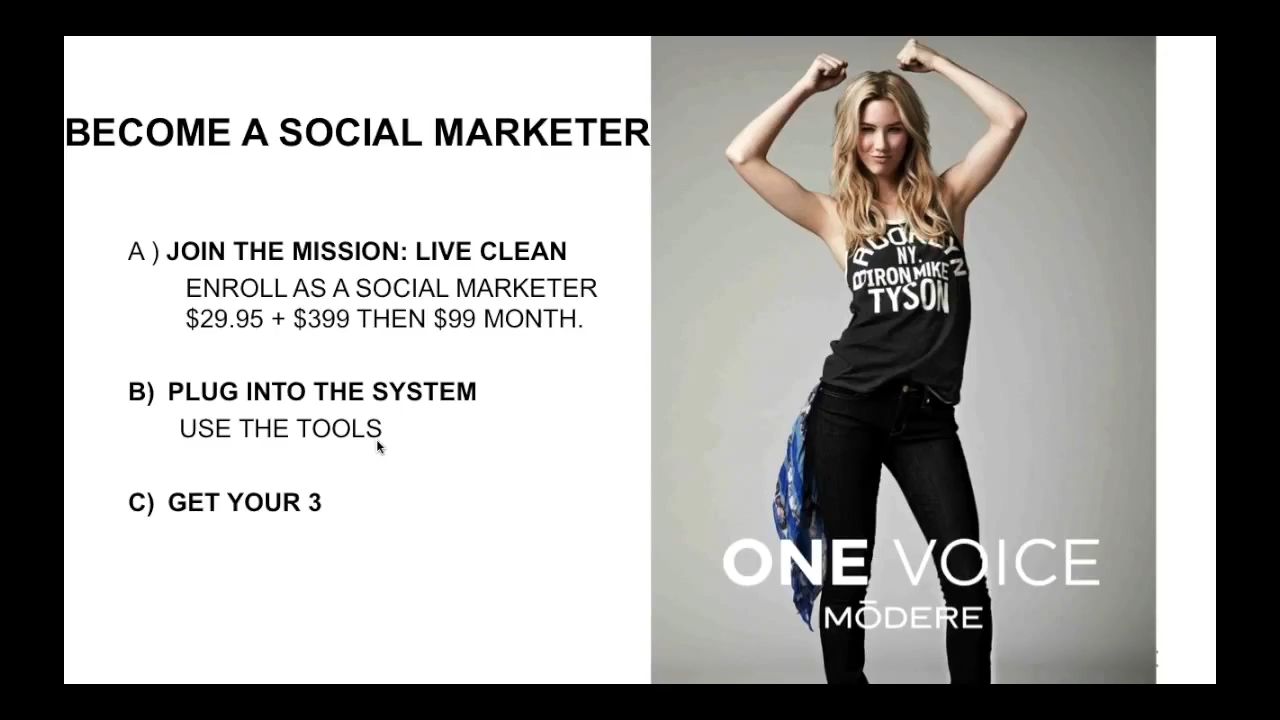 BECOME A SOCIAL MARKETER
A ) JOIN THE MISSION: LIVE CLEAN
ENROLL AS A SOCIAL MARKETER
$29.95 + $399 THEN $99 MONTH.
B) PLUG INTO THE SYSTEM
USE THE TOOLS
C) GET YOUR 3
NY.
IRON MIKE
TYSON
ONE VOICE
MŌDERE